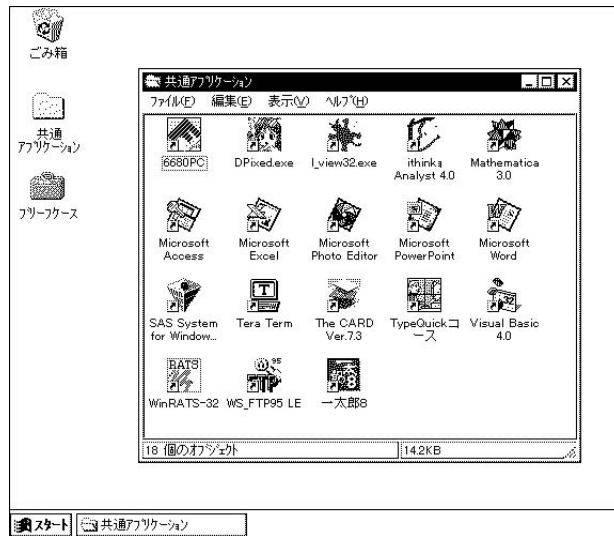 ごみ箱
共通
アプリケーション
ブリーフケース
共通アプリケーション
ファイル(F) 編集(E) 表示(V) ヘルプ(H)
6680PC DPixed.exe l_view32.exe ithink Analyst 4.0 Mathematica 3.0
Microsoft Access Microsoft Excel Microsoft Photo Editor Microsoft PowerPoint Microsoft Word
SAS System for Window... Tera Term The CARD Ver.7.3 TypeQuickコース Visual Basic 4.0
RATS
95
FTP
32
WinRATS-32 WS_FTP95 LE 一太郎8
18 個のオブジェクト 14.2KB
スタート 共通アプリケーション